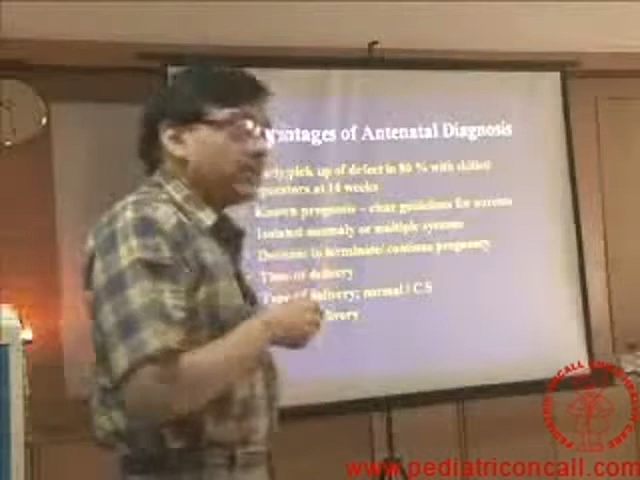 ntages of Antenatal Diagnosis
pick up of defect in 80 % with skilled
at 14 weeks
Known prognosis - clear guidelines for
Isolated anomaly or multiple systems
Decision to terminate/ continue pregnancy
Time of delivery
Type of delivery; normal / C.S
livery
www.pediatriconcall.com